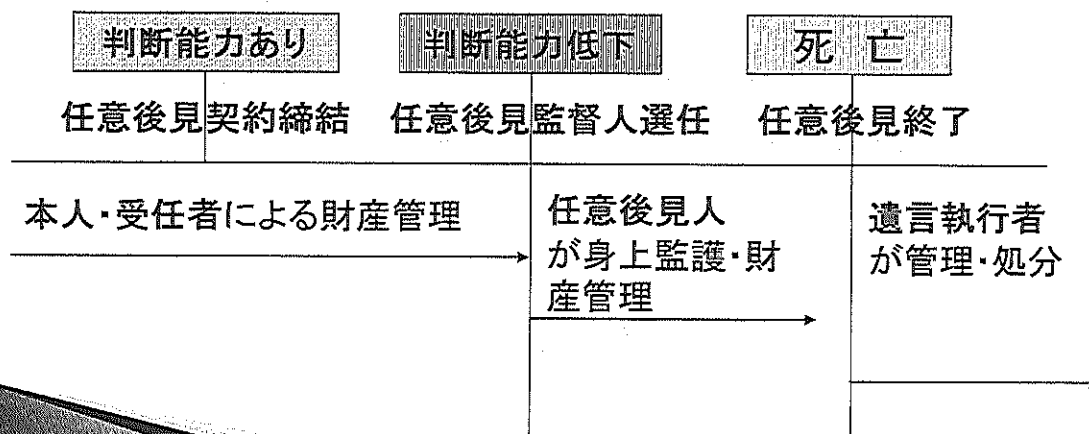 判断能力あり
判断能力低下
死 亡
任意後見契約締結
任意後見監督人選任
任意後見終了
本人・受任者による財産管理
任意後見人
が身上監護・財
産管理
遺言執行者
が管理・処分